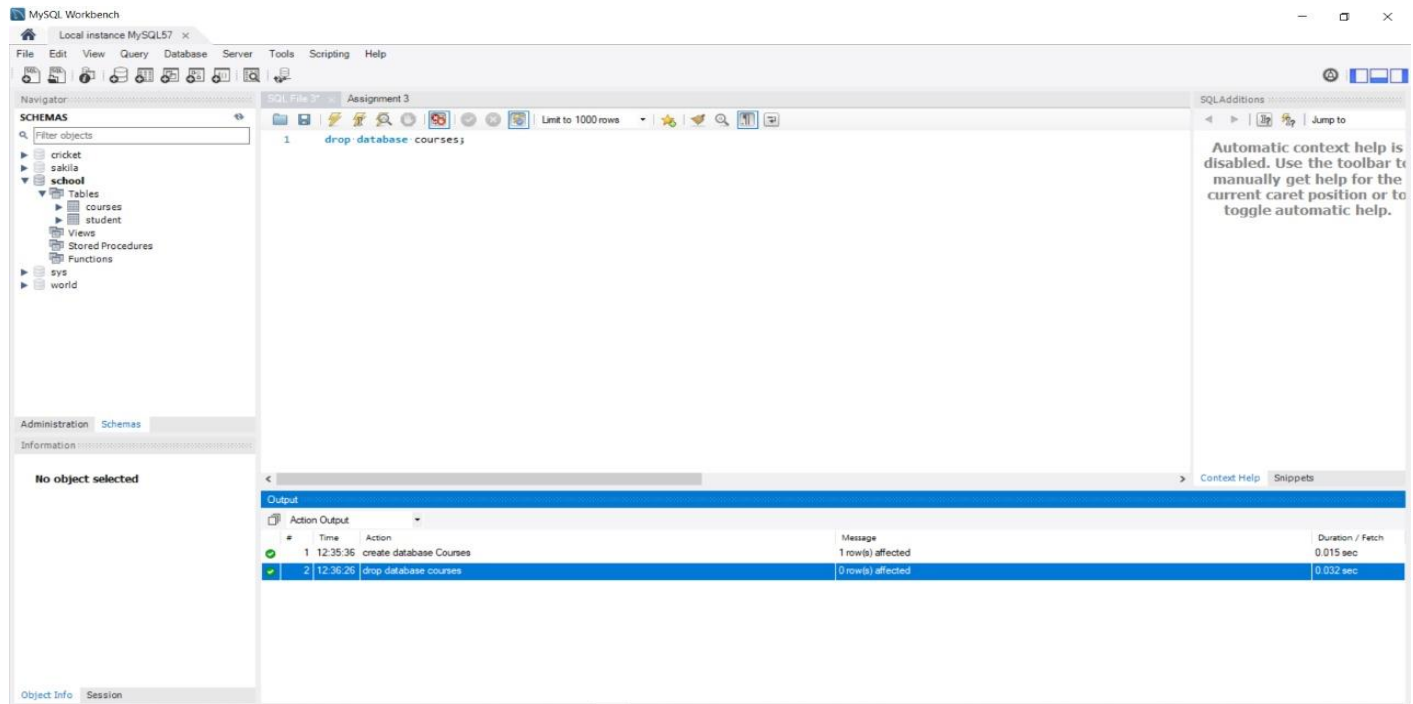 MySQL Workbench
Local instance MySQL57
File Edit View Query Database Server Tools Scripting Help
Navigator
SCHEMAS
Filter objects
cricket
sakila
school
Tables
courses
student
Views
Stored Procedures
Functions
sys
world
Administration Schemas
Information
No object selected
Object Info Session
SQL File 3* Assignment 3
Limit to 1000 rows
1 drop database courses;
SQLAdditions
Jump to
Automatic context help is
disabled. Use the toolbar to
manually get help for the
current caret position or to
toggle automatic help.
Context Help Snippets
Output
Action Output
# Time Action Message Duration / Fetch
1 12:35:36 create database Courses 1 row(s) affected 0.015 sec
2 12:36:26 drop database courses 0 row(s) affected 0.032 sec